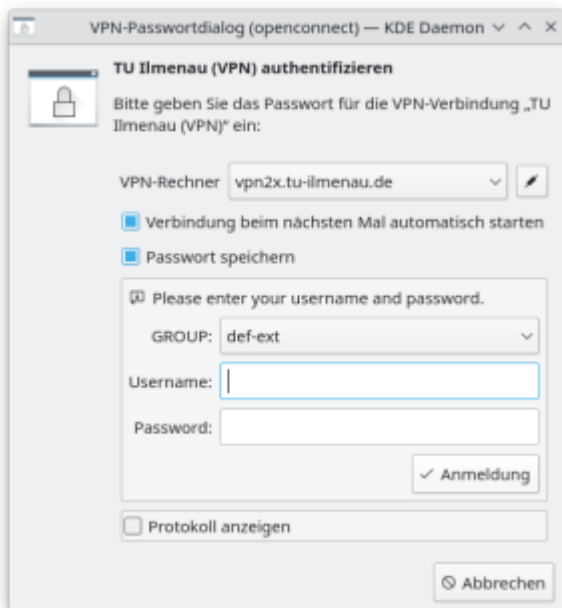 VPN-Passwortdialog (openconnect) — KDE Daemon
TU Ilmenau (VPN) authentifizieren
Bitte geben Sie das Passwort für die VPN-Verbindung „TU
Ilmenau (VPN)“ ein:
VPN-Rechner vpn2x.tu-ilmenau.de
Verbindung beim nächsten Mal automatisch starten
Passwort speichern
Please enter your username and password.
GROUP: def-ext
Username:
Password:
Anmeldung
Protokoll anzeigen
Abbrechen